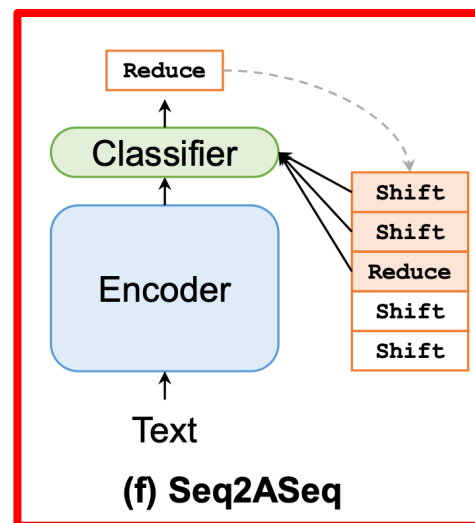 Reduce
Classifier
Shift
Shift
Reduce
Shift
Shift
Encoder
Text
(f) Seq2ASeq